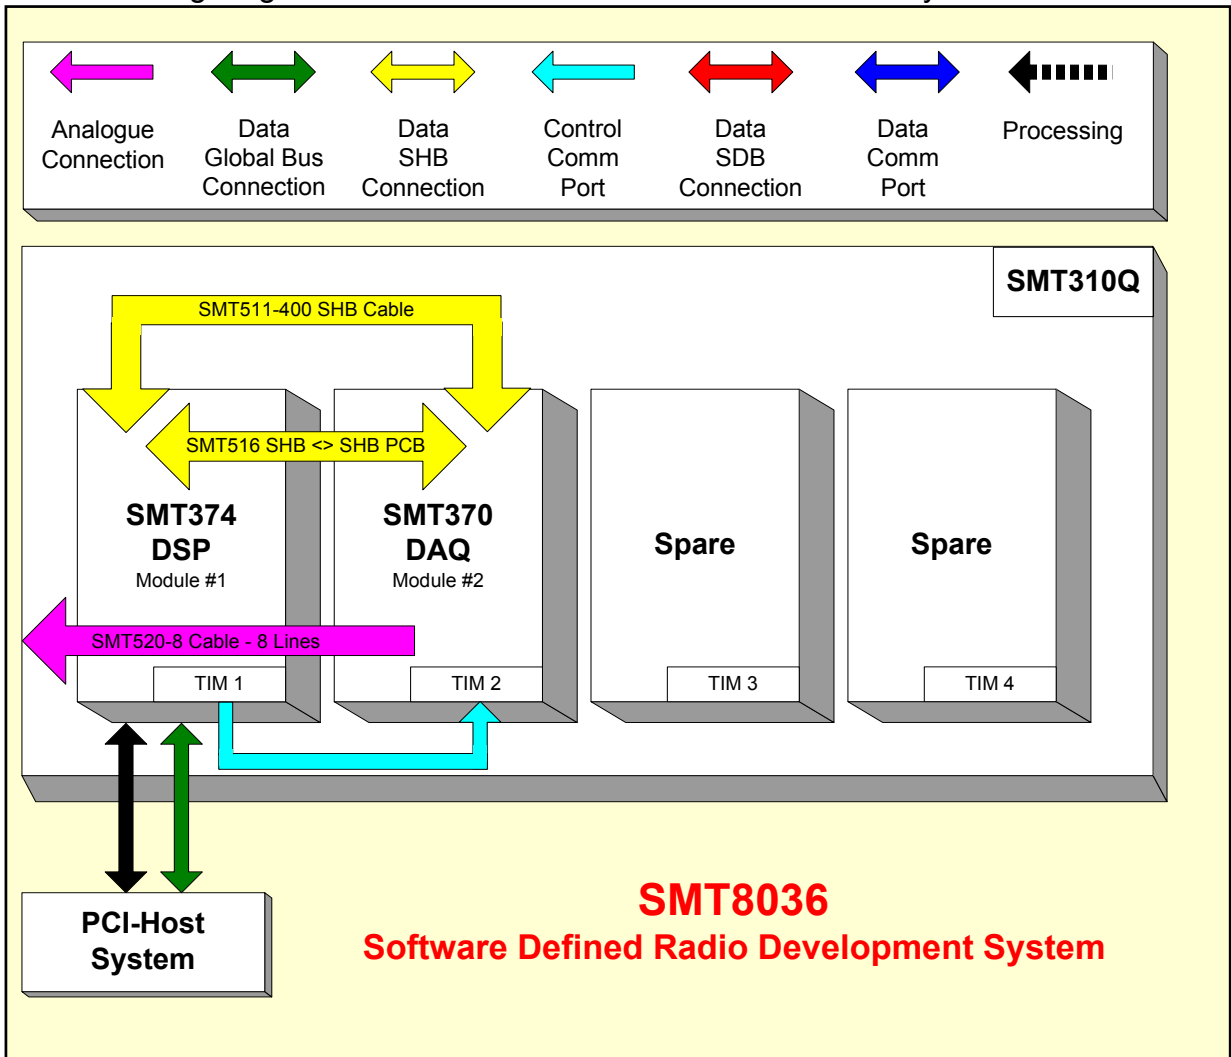 Analogue
Connection
Data
Global Bus
Connection
Data
SHB
Connection
Control
Comm
Port
Data
SDB
Connection
Data
Comm
Port
Processing
SMT310Q
SMT511-400 SHB Cable
SMT516 SHB <> SHB PCB
SMT374
DSP
Module #1
SMT370
DAQ
Module #2
Spare
Spare
SMT520-8 Cable - 8 Lines
TIM 1
TIM 2
TIM 3
TIM 4
PCI-Host
System
SMT8036
Software Defined Radio Development System